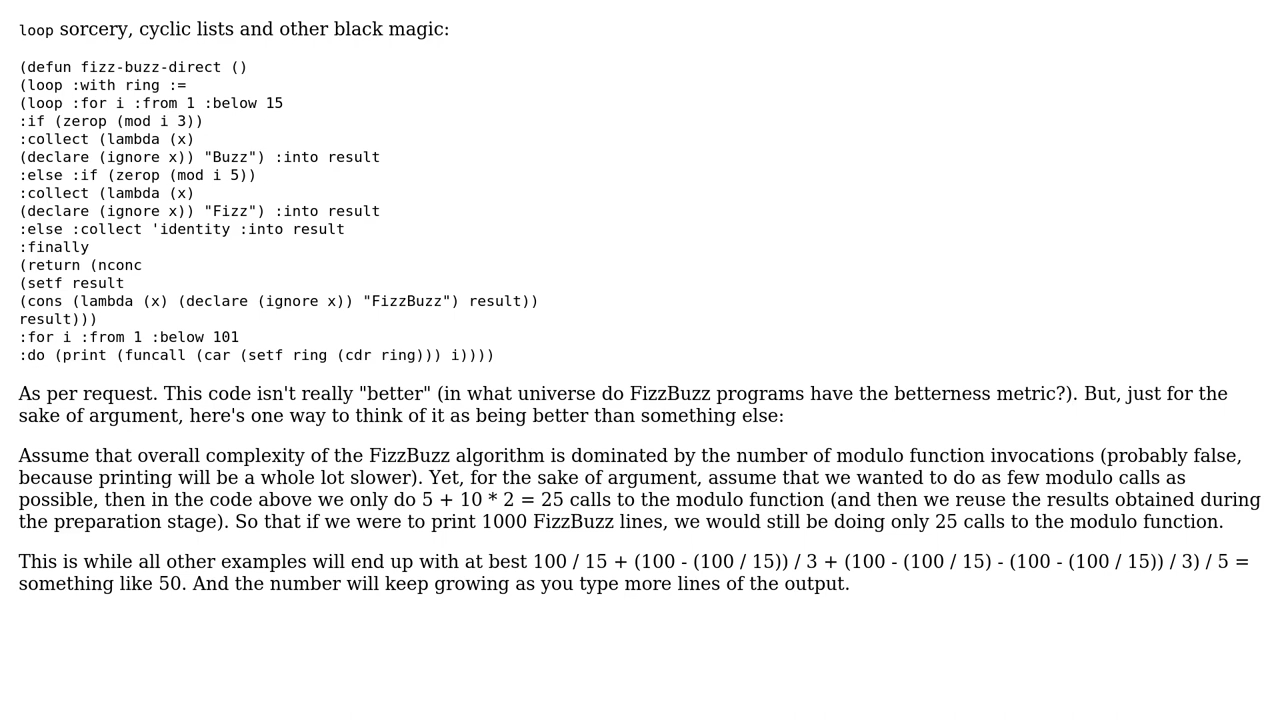 loop sorcery, cyclic lists and other black magic:
(defun fizz-buzz-direct ()
(loop :with ring :=
(loop :for i :from 1 :below 15
:if (zerop (mod i 3))
:collect (lambda (x)
(declare (ignore x)) "Buzz") :into result
:else :if (zerop (mod i 5))
:collect (lambda (x)
(declare (ignore x)) "Fizz") :into result
:else :collect 'identity :into result
:finally
(return (nconc
(setf result
(cons (lambda (x) (declare (ignore x)) "FizzBuzz") result))
result)))
:for i :from 1 :below 101
:do (print (funcall (car (setf ring (cdr ring))) i))))
As per request. This code isn't really "better" (in what universe do FizzBuzz programs have the betterness metric?). But, just for the
sake of argument, here's one way to think of it as being better than something else:
Assume that overall complexity of the FizzBuzz algorithm is dominated by the number of modulo function invocations (probably false,
because printing will be a whole lot slower). Yet, for the sake of argument, assume that we wanted to do as few modulo calls as
possible, then in the code above we only do 5 + 10 * 2 = 25 calls to the modulo function (and then we reuse the results obtained during
the preparation stage). So that if we were to print 1000 FizzBuzz lines, we would still be doing only 25 calls to the modulo function.
This is while all other examples will end up with at best 100 / 15 + (100 - (100 / 15)) / 3 + (100 - (100 / 15) - (100 - (100 / 15)) / 3) / 5 =
something like 50. And the number will keep growing as you type more lines of the output.